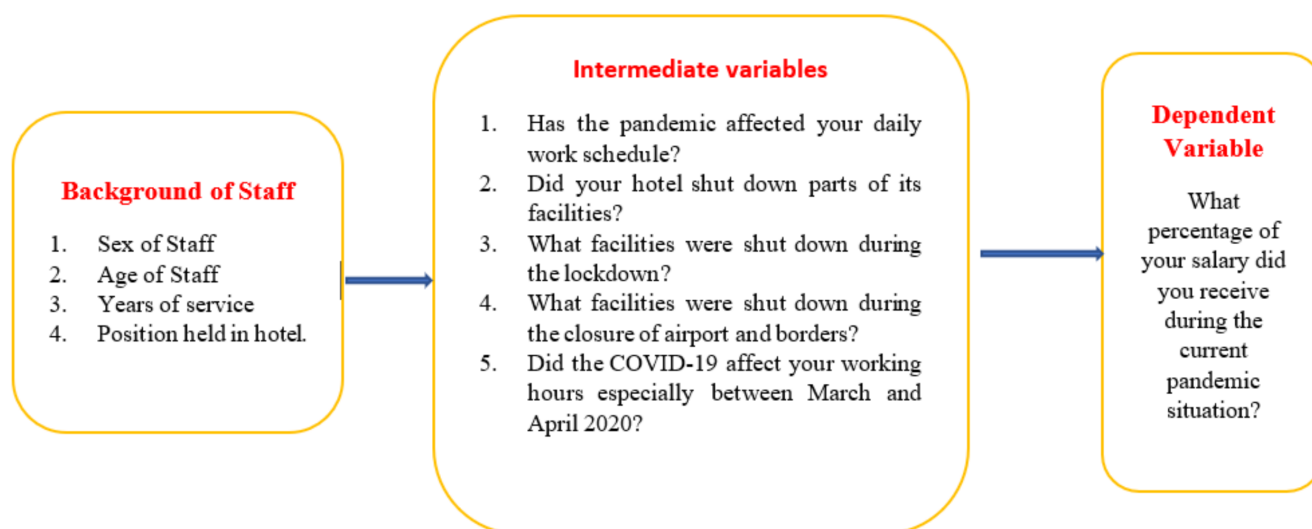 Background of Staff
1. Sex of Staff
2. Age of Staff
3. Years of service
4. Position held in hotel.
Intermediate variables
1. Has the pandemic affected your daily
work schedule?
2. Did your hotel shut down parts of its
facilities?
3. What facilities were shut down during
the lockdown?
4. What facilities were shut down during
the closure of airport and borders?
5. Did the COVID-19 affect your working
hours especially between March and
April 2020?
Dependent
Variable
What
percentage of
your salary did
you receive
during the
current
pandemic
situation?